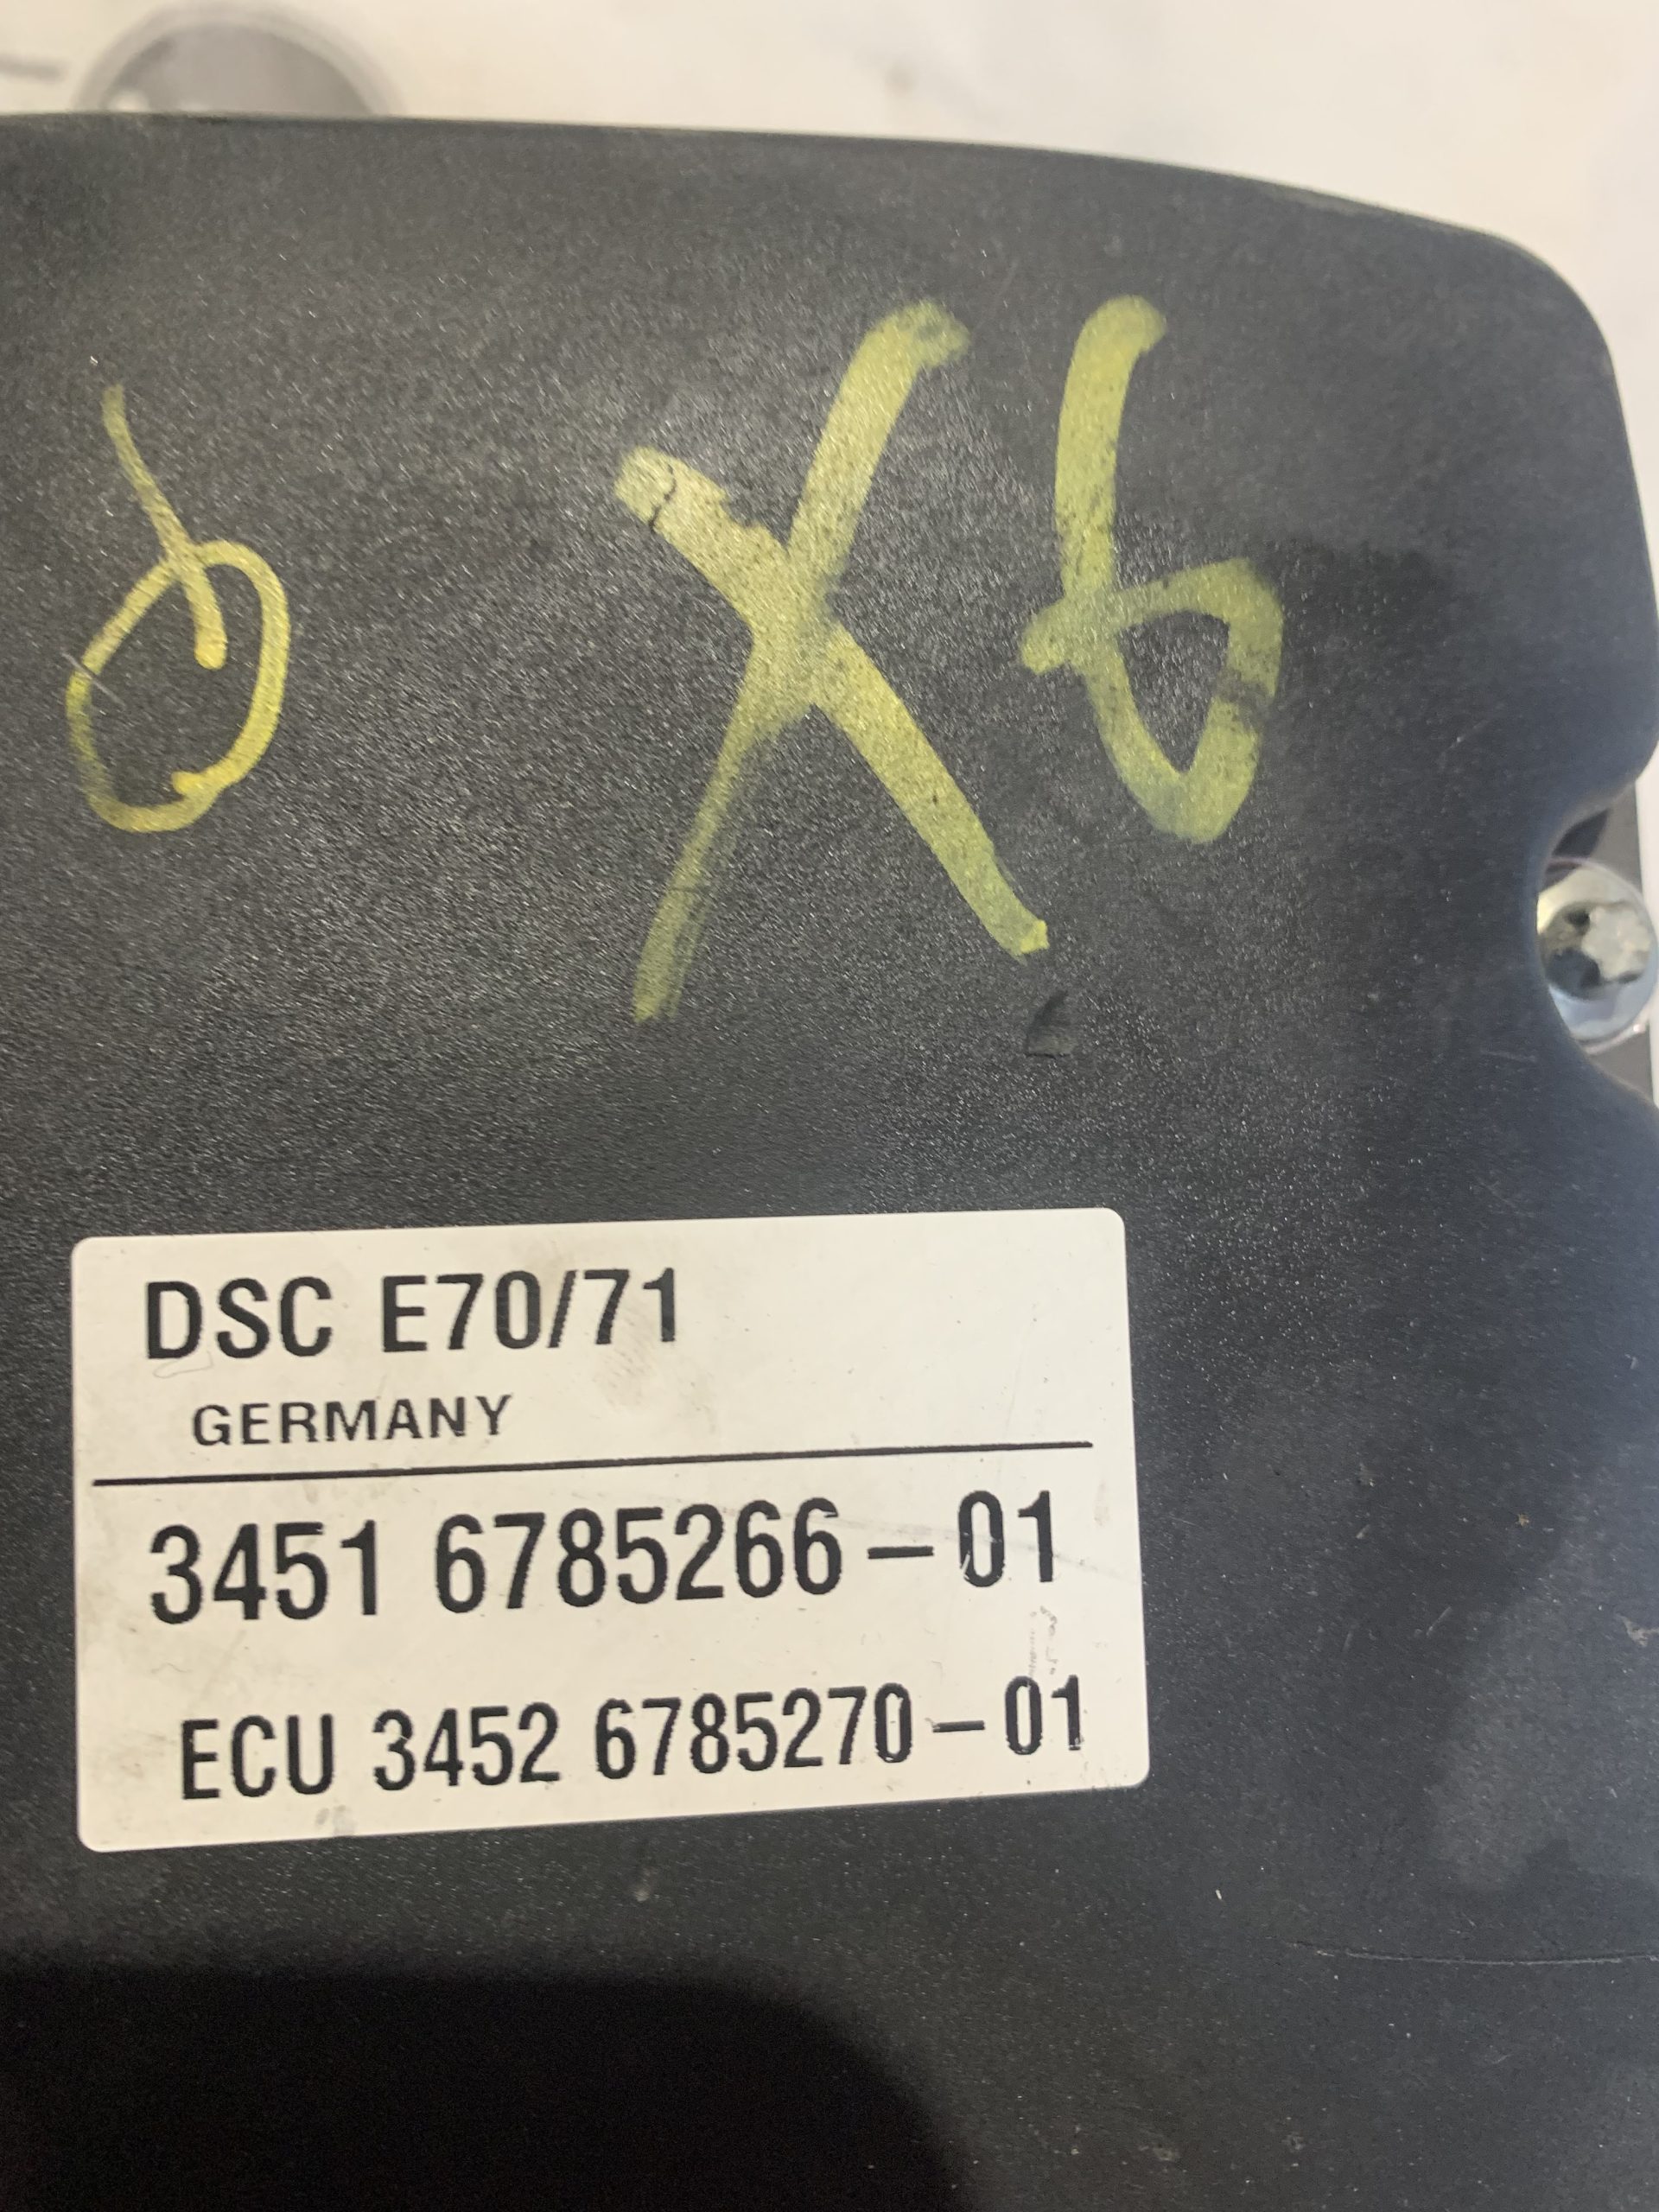 X6
DSC E70/71
GERMANY
3451 6785266-01
ECU 3452 6785270-01